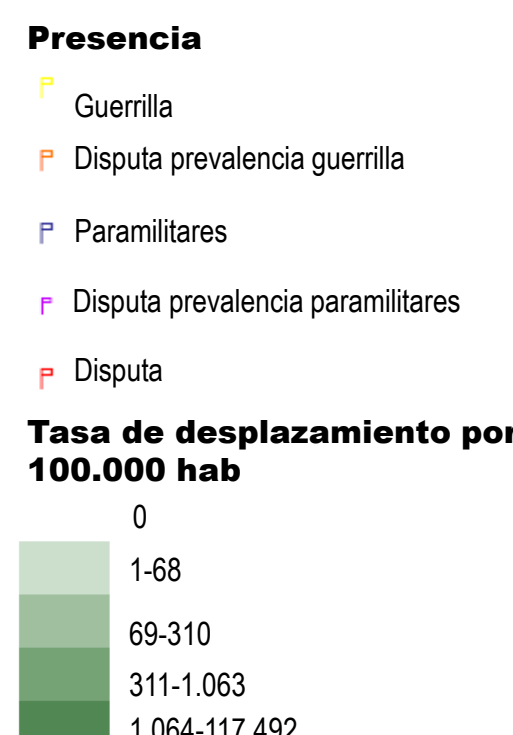 Presencia
Guerrilla
Disputa prevalencia guerrilla
Paramilitares
Disputa prevalencia paramilitares
Disputa
Tasa de desplazamiento por
100.000 hab
0
1-68
69-310
311-1.063
1.064-117.492